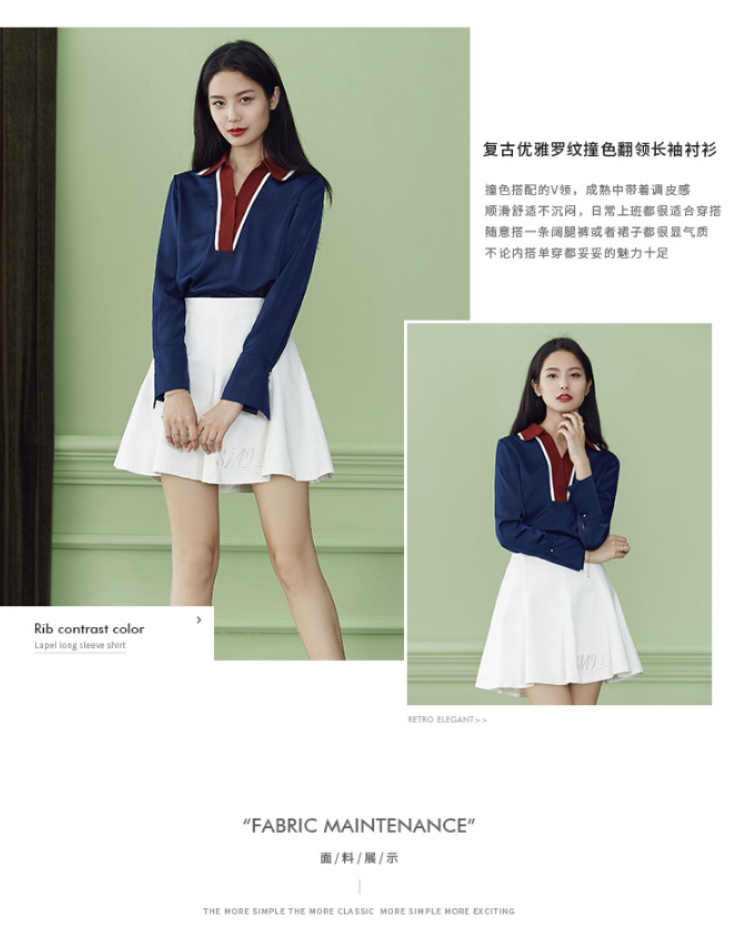 复古优雅罗纹撞色翻领长袖衬衫
撞色搭配的V领，成熟中带着调皮感
顺滑舒适不沉闷，日常上班都很适合穿搭
随意搭一条阔腿裤或者裙子都很显气质
不论内搭单穿都妥妥的魅力十足
Rib contrast color
Lapel long sleeve shirt
RETRO ELEGANT>>
“FABRIC MAINTENANCE”
面/料/展/示
THE MORE SIMPLE THE MORE CLASSIC MORE SIMPLE MORE EXCITING